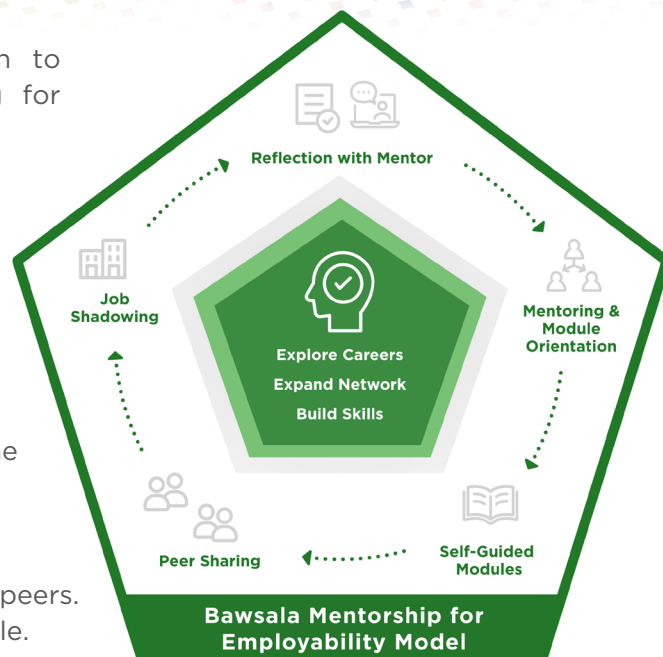 n to
for
Reflection with Mentor
Job
Shadowing
Mentoring &
Module
Orientation
Explore Careers
Expand Network
Build Skills
Peer Sharing
Self-Guided
Modules
peers.
Bawsala Mentorship for
Employability Model